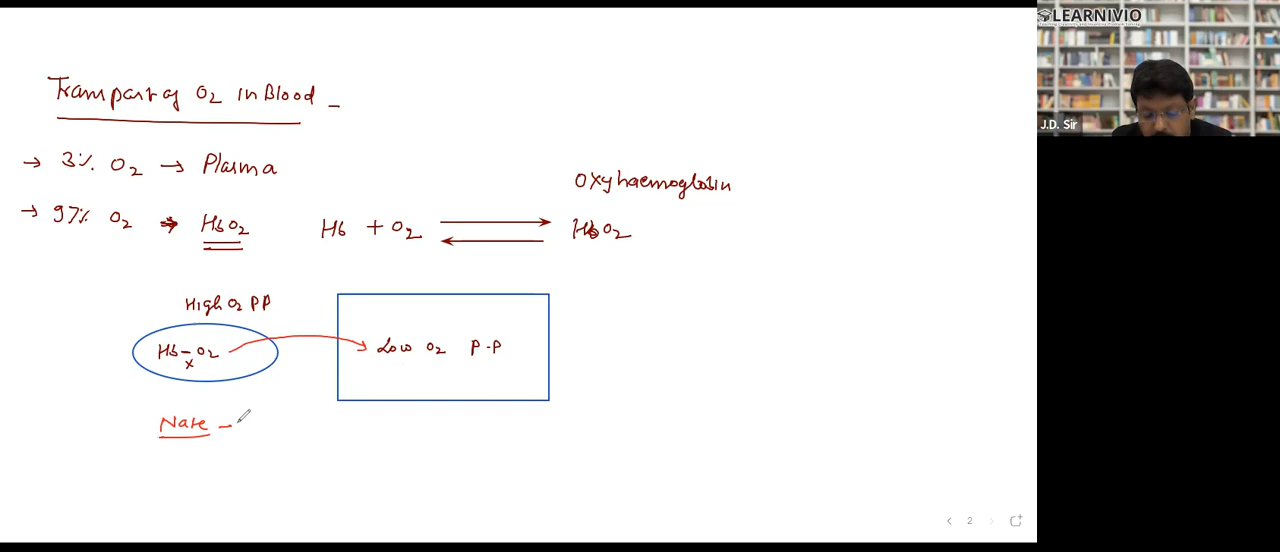 Transport of O2 in Blood -
→ 3% O2 → Plasma
→ 97% O2 → HbO2
Hb + O2 ⇌ HbO2
Oxyhaemoglobin
High O2 PP
Hb-O2
x
Low O2 P.P
Note -
LEARNIVIO
J.D. Sir
2